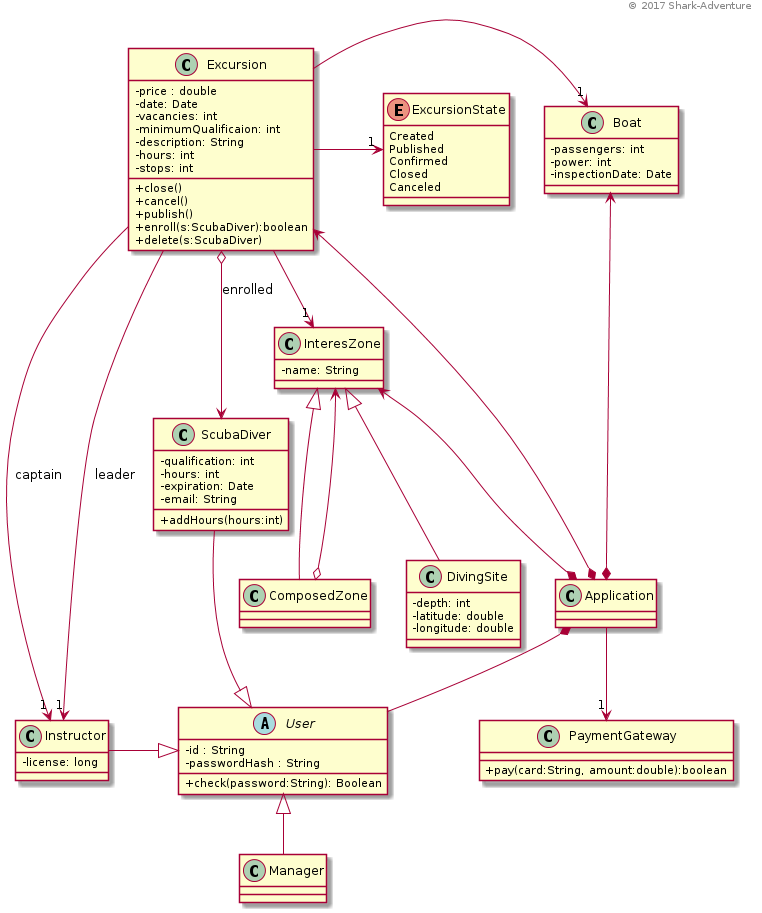 © 2017 Shark-Adventure
C Excursion
-price : double
-date: Date
-vacancies: int
-minimumQualificaion: int
-description: String
-hours: int
-stops: int
+close()
+cancel()
+publish()
+enroll(s:ScubaDiver):boolean
+delete(s:ScubaDiver)
1
E ExcursionState
Created
Published
Confirmed
Closed
Canceled
1
C Boat
-passengers: int
-power: int
-inspectionDate: Date
enrolled
1
C InteresZone
-name: String
C ScubaDiver
-qualification: int
-hours: int
-expiration: Date
-email: String
+addHours(hours:int)
captain
leader
C ComposedZone
C DivingSite
-depth: int
-latitude: double
-longitude: double
C Application
1
1
C Instructor
-license: long
A User
-id : String
-passwordHash : String
+check(password:String): Boolean
1
C PaymentGateway
+pay(card:String, amount:double):boolean
C Manager